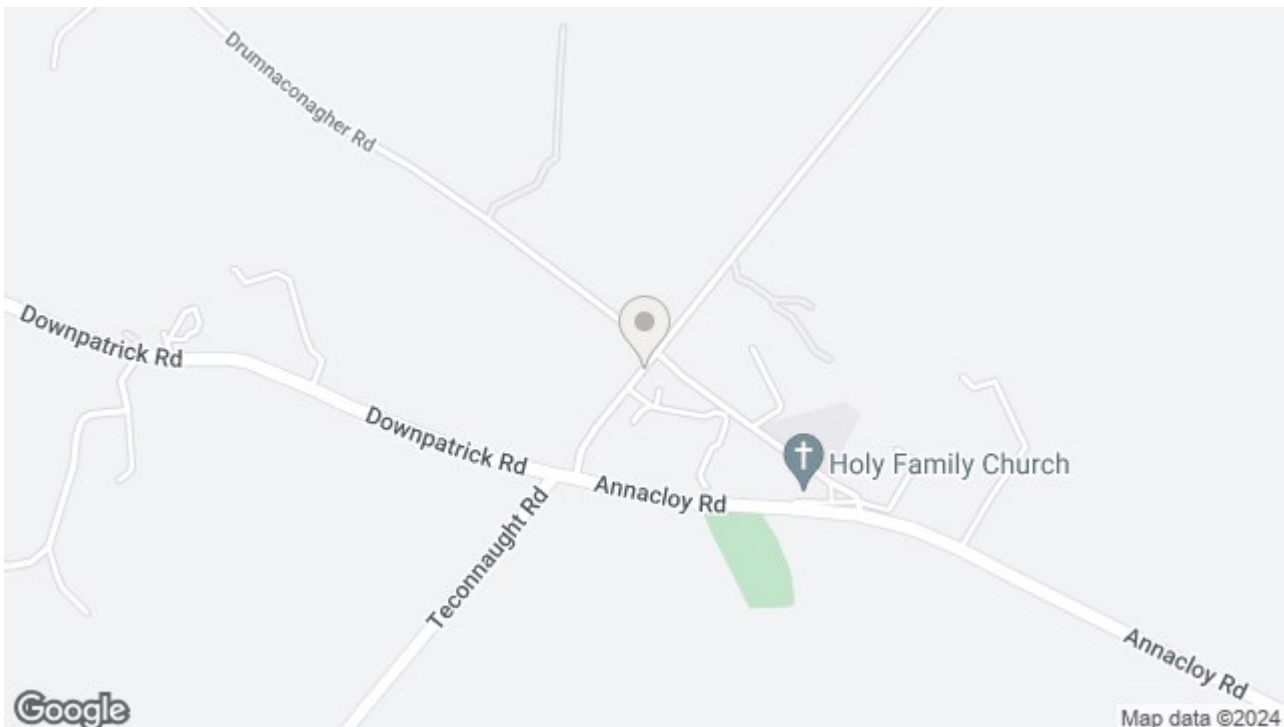 Drumnaconagher Rd
Downpatrick Rd
Downpatrick Rd
Holy Family Church
Annacloy Rd
Teconnaught Rd
Annacloy Rd
Google
Map data ©2024